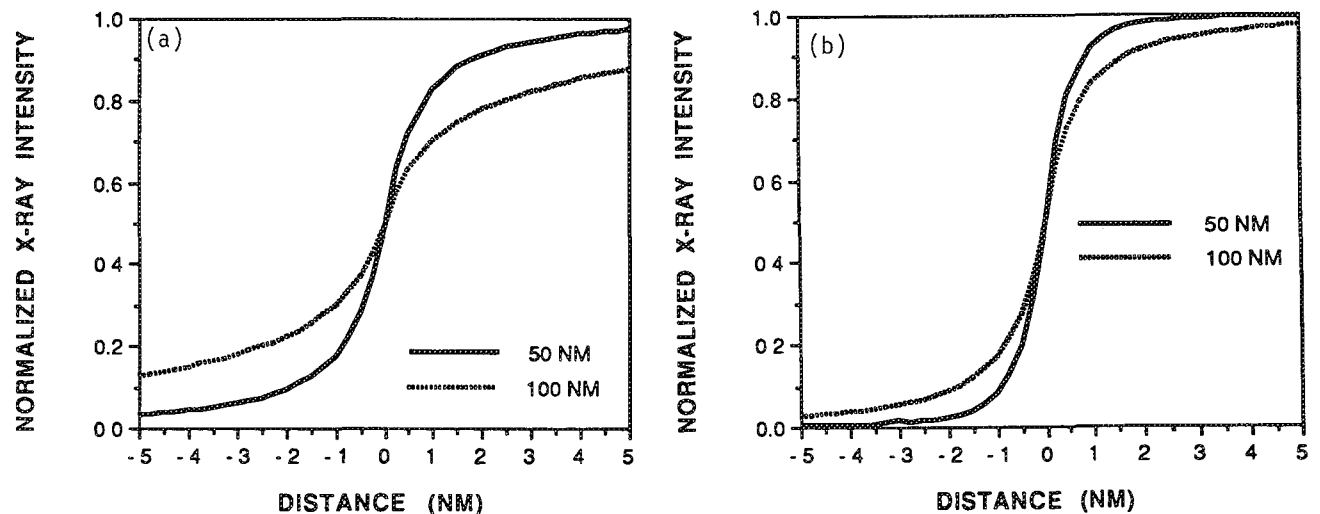 (a)
NORMALIZED X-RAY INTENSITY
1.0
0.8
0.6
0 4
0.2
0 0
50 NM
100 NM
-5 -4 -3 -2 -1 0 1 2 3 4 5
DISTANCE (NM)
(b)
NORMALIZED X-RAY INTENSITY
1.0
0.8
0 6
0 4
0.2
0.0
50 NM
100 NM
-5 -4 -3 -2 -1 0 1 2 3 4 5
DISTANCE (NM)